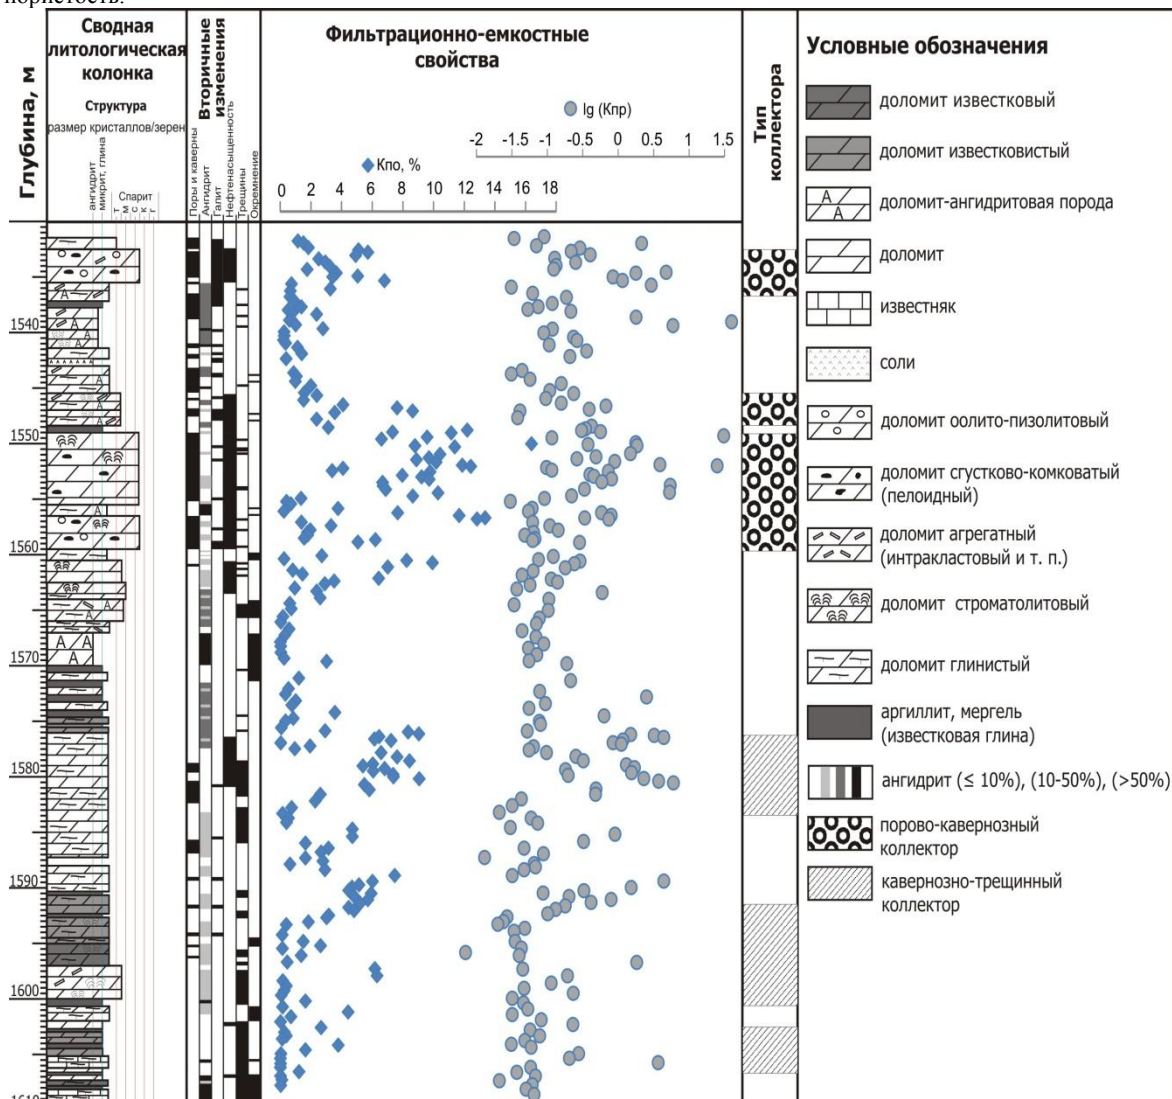 пористость.
Глубина, м
Сводная
литологическая
колонка
Структура
размер кристаллов/зерен
ангидрит
микрит, глина
Спарит
т
м
с
к
г
Вторичные
изменения
Поры и каверны
Ангидрит
Галит
Нефтенасыщенность
Трещины
Окремнение
Фильтрационно-емкостные
свойства
lg (Кпр)
-2 -1.5 -1 -0.5 0 0.5 1 1.5
Кпо, %
0 2 4 6 8 10 12 14 16 18
Тип
коллектора
1540
1550
1560
1570
1580
1590
1600
1610
Условные обозначения
доломит известковый
доломит известковистый
доломит-ангидритовая порода
доломит
известняк
соли
доломит оолито-пизолитовый
доломит сгустково-комковатый
(пелоидный)
доломит агрегатный
(интракластовый и т. п.)
доломит строматолитовый
доломит глинистый
аргиллит, мергель
(известковая глина)
ангидрит (≤ 10%), (10-50%), (>50%)
порово-кавернозный
коллектор
кавернозно-трещинный
коллектор